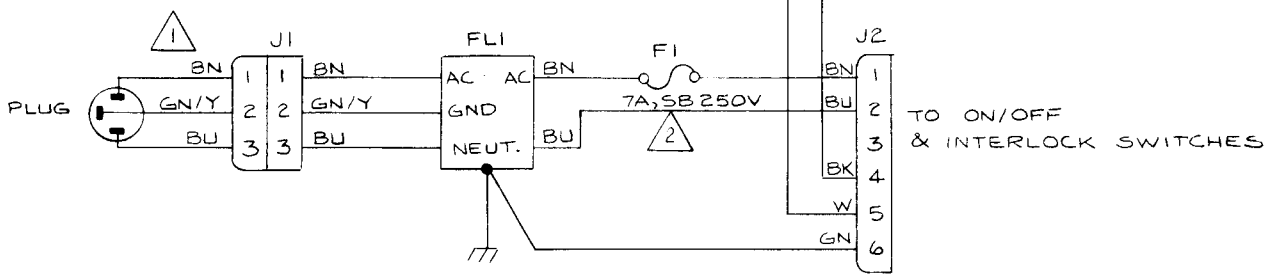 1
J1
FL1
F1
J2
PLUG
BN
GN/Y
BU
1 1
2 2
3 3
BN
GN/Y
BU
AC AC
GND
NEUT.
BN
BU
7A, SB 250V
2
BN 1
BU 2
3
BK 4
W 5
GN 6
TO ON/OFF
& INTERLOCK SWITCHES